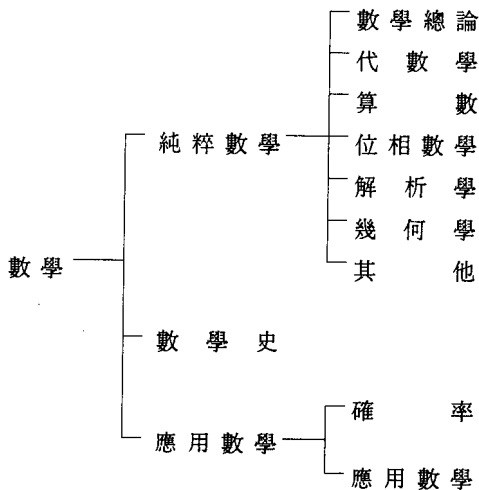 數學總論
代數學
算數
純粹數學
位相數學
解析學
幾何學
數學
其他
數學史
確率
應用數學
應用數學